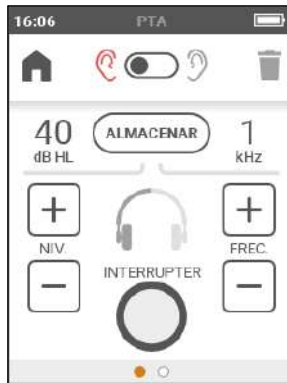 16:06 PTA
40 ALMACENAR 1
dB HL kHz
+ +
NIV. FREC.
− −
INTERRUPTER